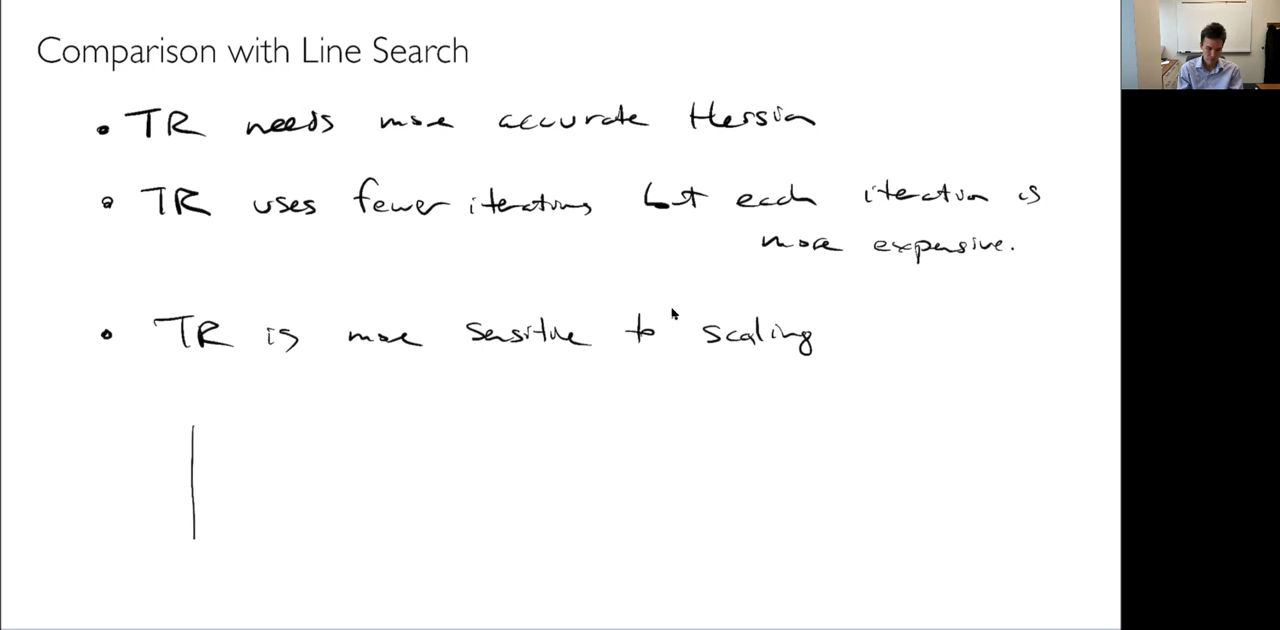 Comparison with Line Search
• TR needs more accurate Hessian
• TR uses fewer iterations but each iteration is
more expensive.
• TR is more sensitive to scaling